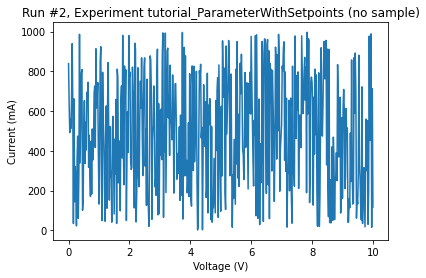 Run #2, Experiment tutorial_ParameterWithSetpoints (no sample)
1000
800
600
400
200
0
Current (mA)
0 2 4 6 8 10
Voltage (V)